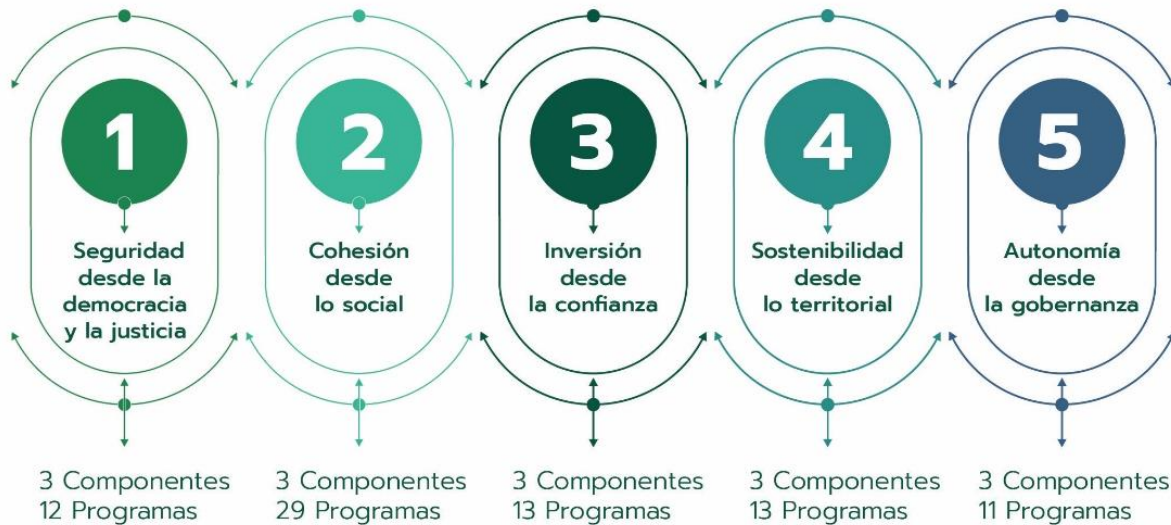 1
Seguridad
desde la
democracia
y la justicia
3 Componentes
12 Programas
2
Cohesión
desde
lo social
3 Componentes
29 Programas
3
Inversión
desde
la confianza
3 Componentes
13 Programas
4
Sostenibilidad
desde
lo territorial
3 Componentes
13 Programas
5
Autonomía
desde
la gobernanza
3 Componentes
11 Programas